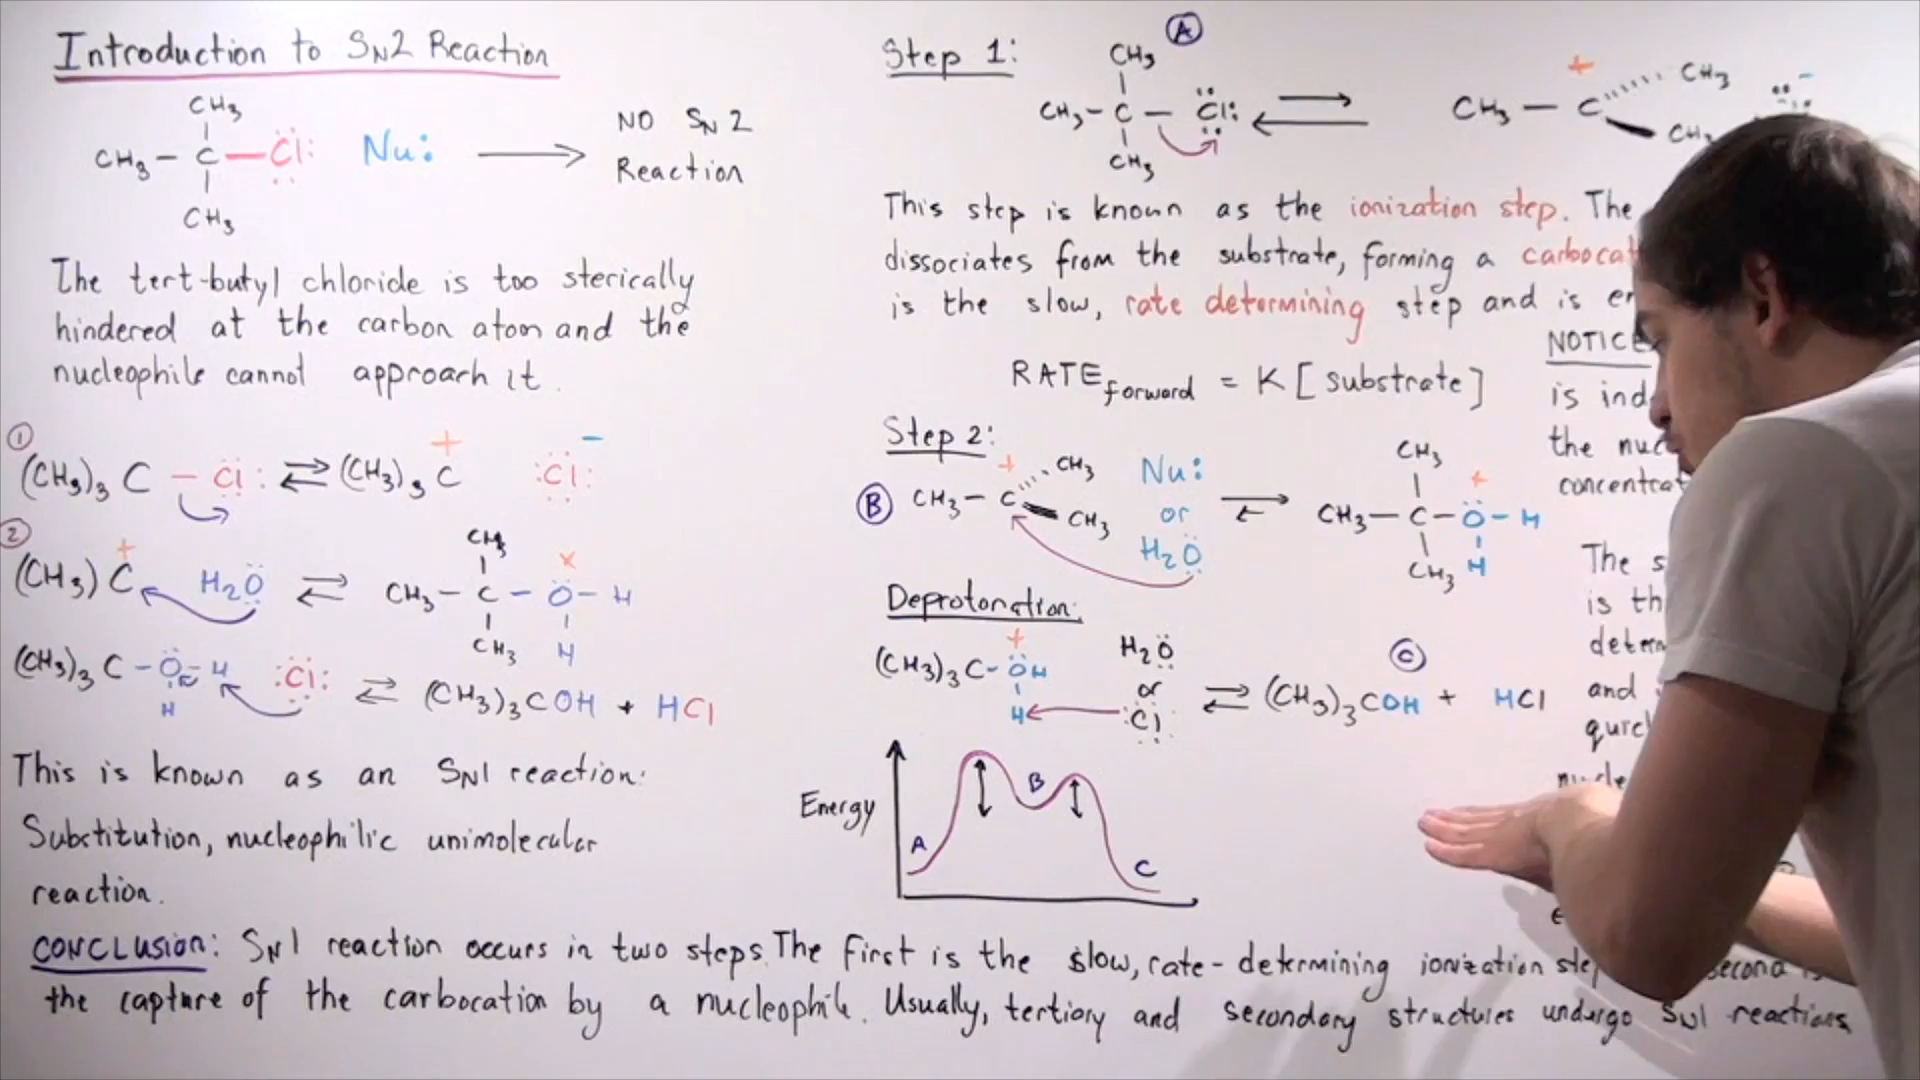 Introduction to SN2 Reaction
CH3
CH3 - C - Cl: Nu: → NO SN2
Reaction
CH3
The tert-butyl chloride is too sterically
hindered at the carbon atom and the
nucleophile cannot approach it.
① (CH3)3 C - Cl: ⇌ (CH3)3 C + :Cl: -
② (CH3) C + H2O ⇌ CH3 - C - O - H
CH3
+
CH3
H
(CH3)3 C - O - H :Cl: ⇌ (CH3)3COH + HCl
H
This is known as an SN1 reaction:
Substitution, nucleophilic unimolecular
reaction.
Step 1: Ⓐ
CH3
CH3 - C - Cl: ⇌ CH3 - C + CH3
CH3
CH3
-
This step is known as the ionization step. The
dissociates from the substrate, forming a
is the slow, rate determining step and is
RATE forward = K [substrate]
NOTICE
is
the
Step 2:
Ⓑ CH3 - C + CH3 CH3 Nu: or H2O ⇌ CH3 - C - O - H
CH3
+
CH3
H
The
is
and
Deprotonation:
(CH3)3C - OH + H H2O or :Cl: ⇌ (CH3)3COH + HCl
Ⓒ
Energy
A
B
C
CONCLUSION: SN1 reaction occurs in two steps. The first is the slow, rate-determining ionization
the capture of the carbocation by a nucleophile. Usually, tertiary and secondary structures undergo SN1 reactions